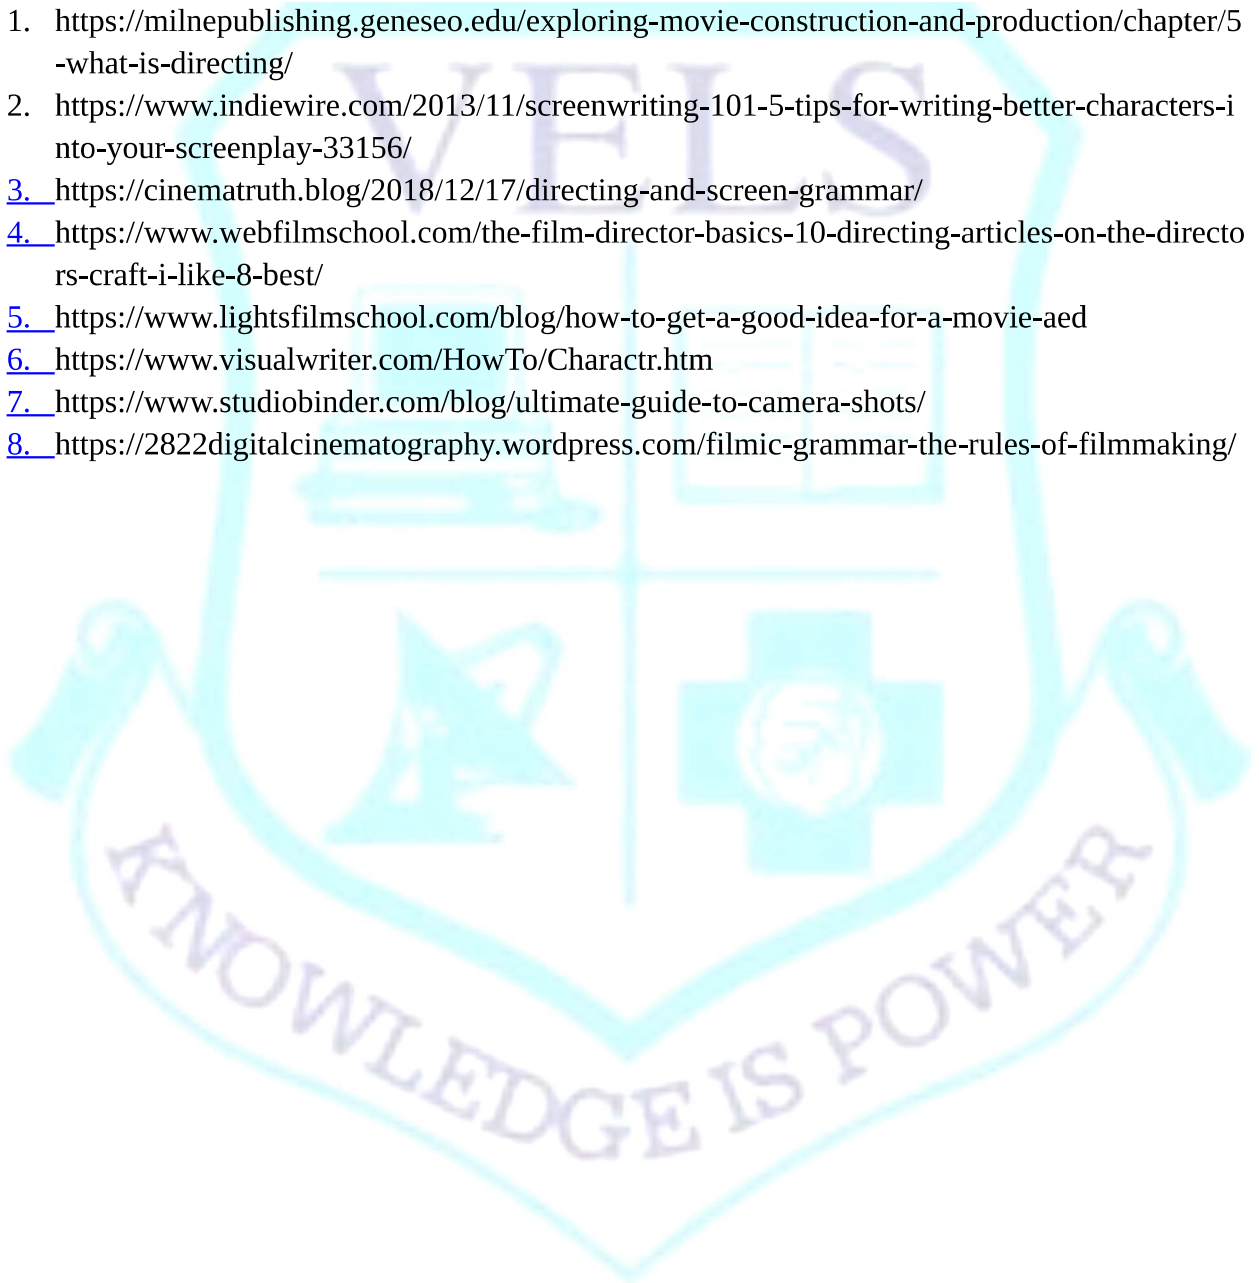 1. https://milnepublishing.geneseo.edu/exploring-movie-construction-and-production/chapter/5
-what-is-directing/
2. https://www.indiewire.com/2013/11/screenwriting-101-5-tips-for-writing-better-characters-i
nto-your-screenplay-33156/
3. https://cinematruth.blog/2018/12/17/directing-and-screen-grammar/
4. https://www.webfilmschool.com/the-film-director-basics-10-directing-articles-on-the-directo
rs-craft-i-like-8-best/
5. https://www.lightsfilmschool.com/blog/how-to-get-a-good-idea-for-a-movie-aed
6. https://www.visualwriter.com/HowTo/Charactr.htm
7. https://www.studiobinder.com/blog/ultimate-guide-to-camera-shots/
8. https://2822digitalcinematography.wordpress.com/filmic-grammar-the-rules-of-filmmaking/
VELS
KNOWLEDGE IS POWER